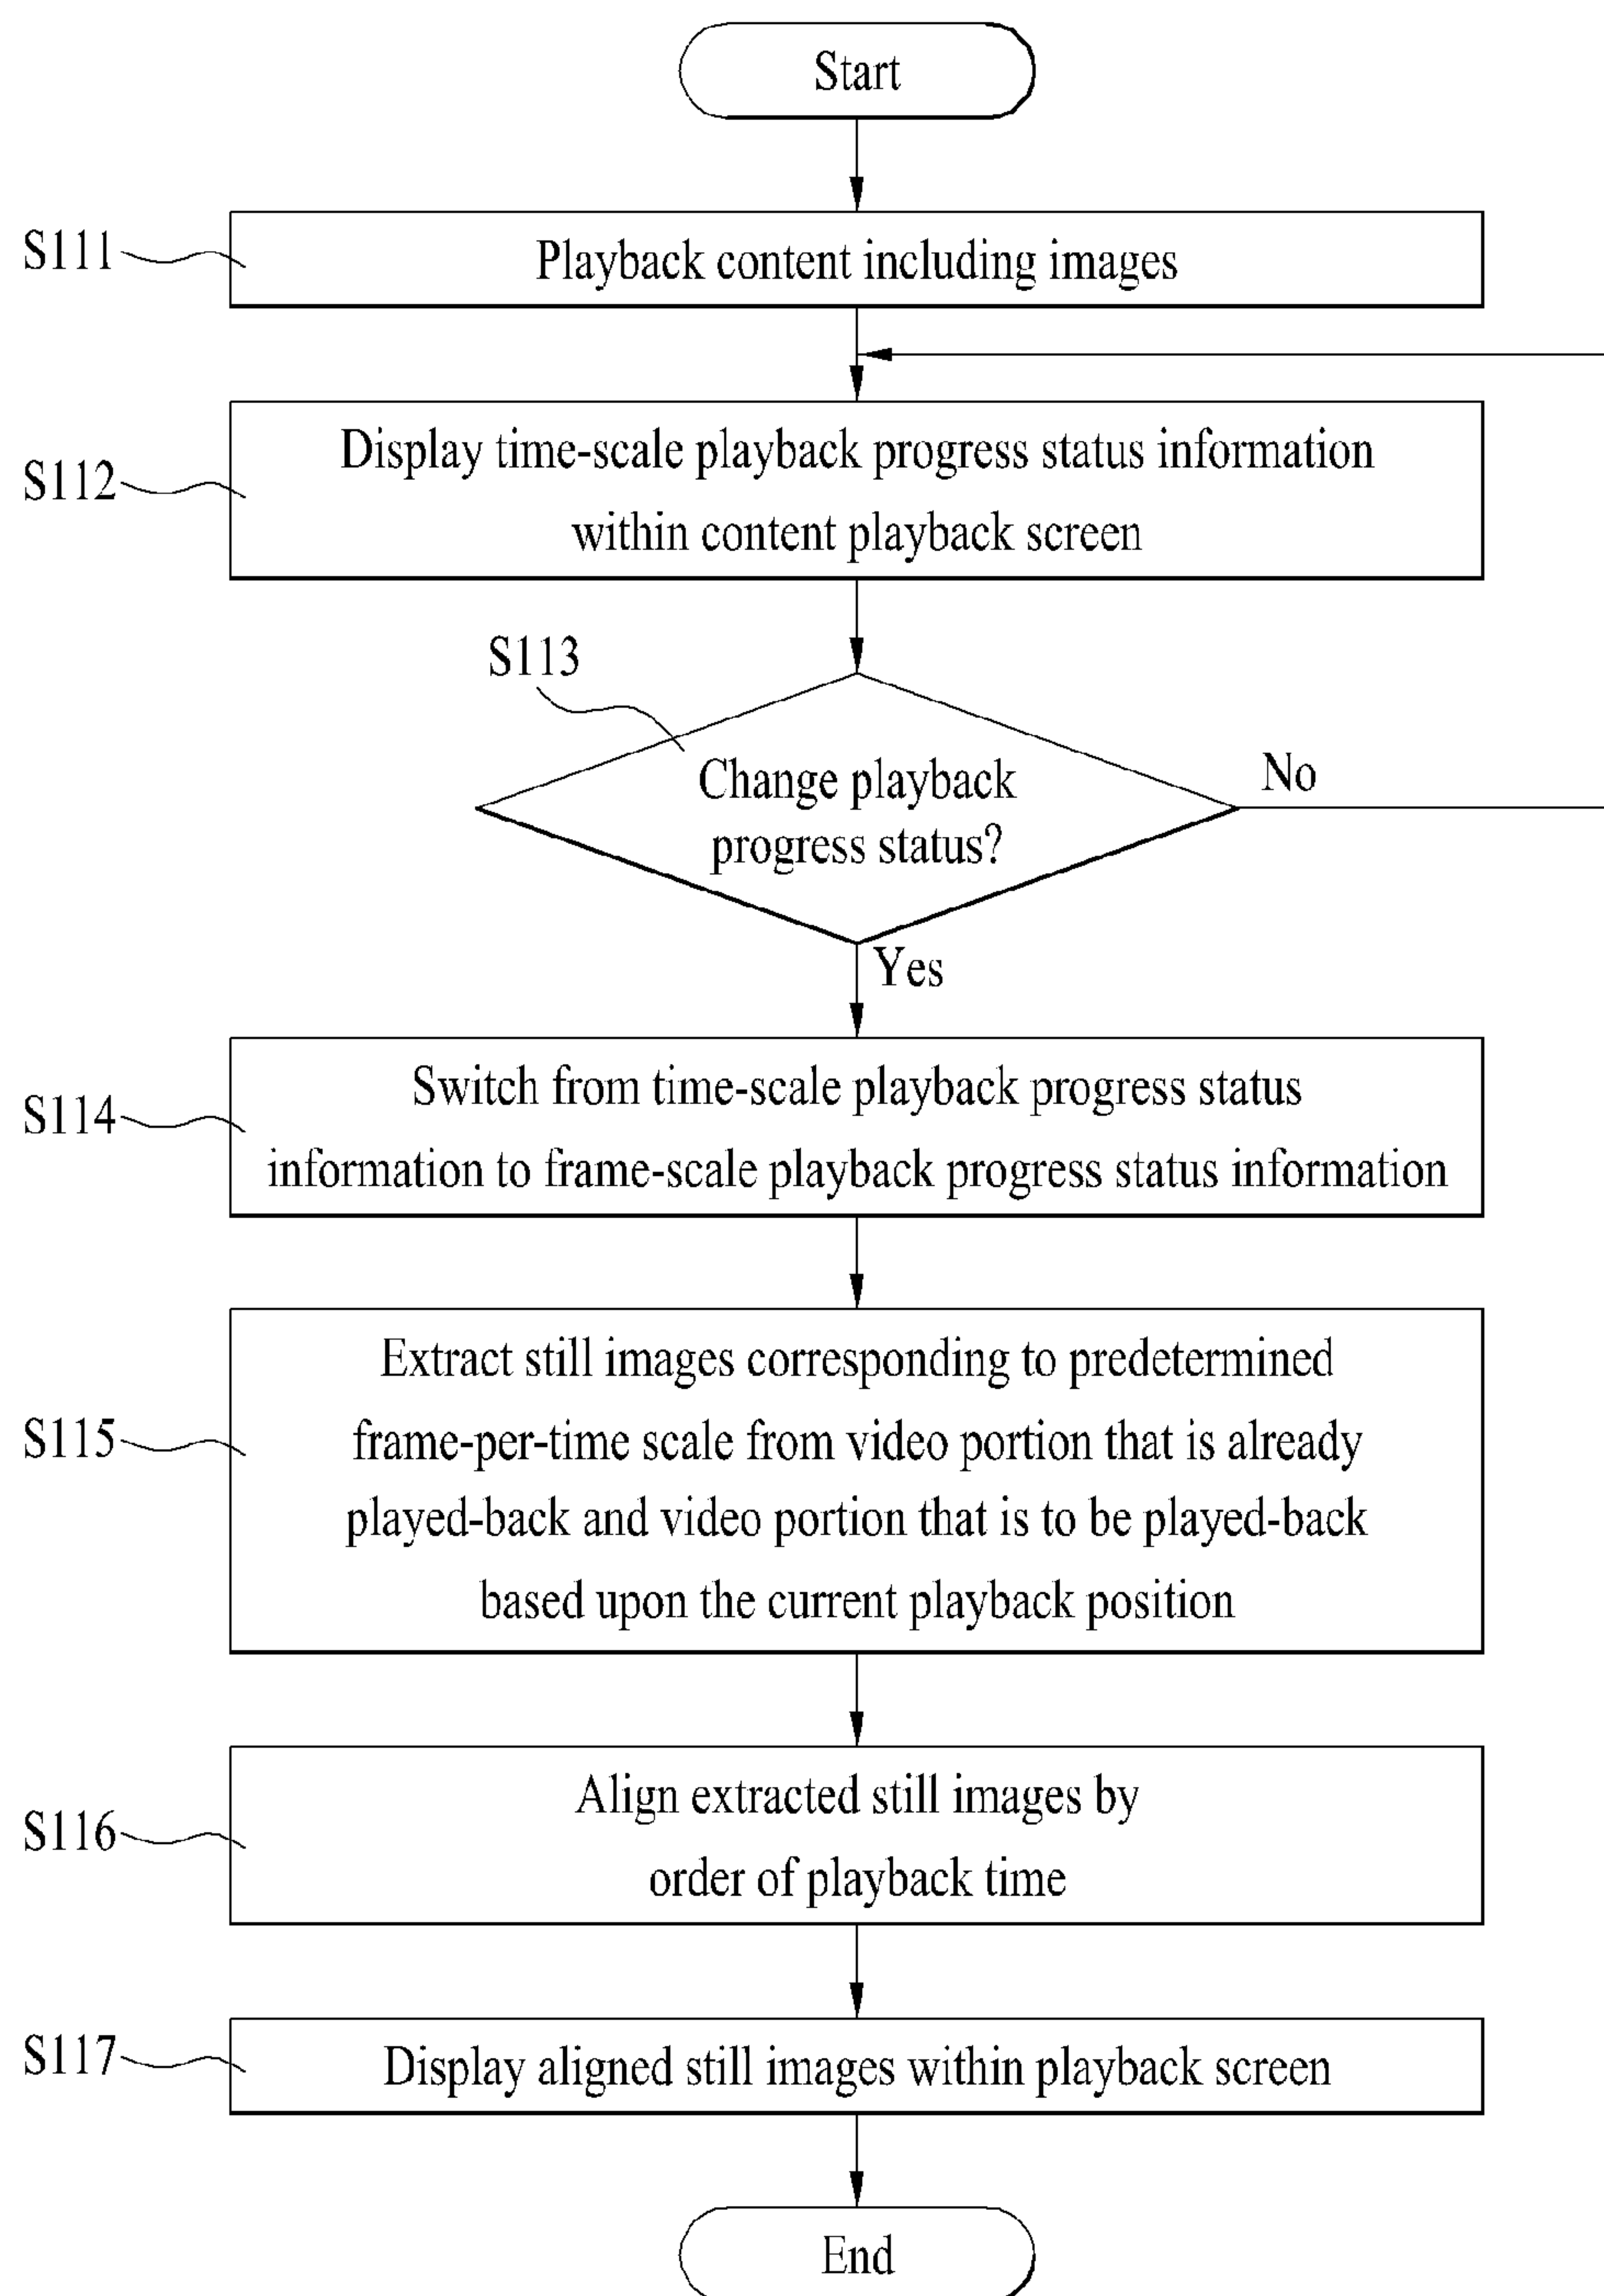 Start
S111
Playback content including images
S112
Display time-scale playback progress status information
within content playback screen
S113
Change playback
progress status?
No
Yes
S114
Switch from time-scale playback progress status
information to frame-scale playback progress status information
S115
Extract still images corresponding to predetermined
frame-per-time scale from video portion that is already
played-back and video portion that is to be played-back
based upon the current playback position
S116
Align extracted still images by
order of playback time
S117
Display aligned still images within playback screen
End